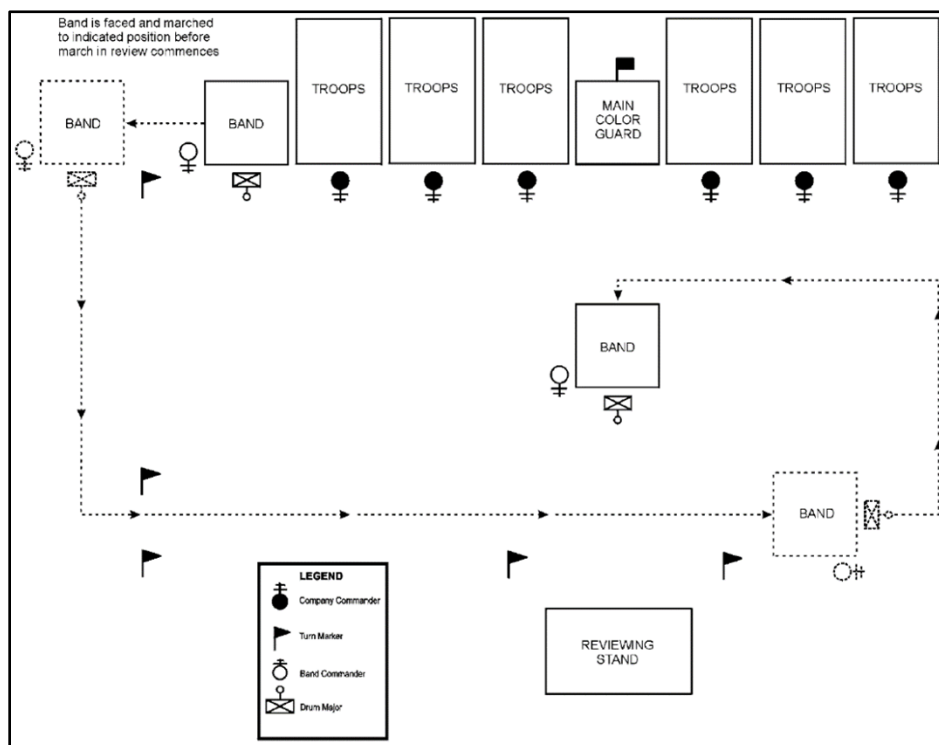 Band is faced and marched
to indicated position before
march in review commences
BAND
BAND
TROOPS
TROOPS
TROOPS
MAIN
COLOR
GUARD
TROOPS
TROOPS
TROOPS
BAND
BAND
LEGEND
Company Commander
Turn Marker
Band Commander
Drum Major
REVIEWING
STAND